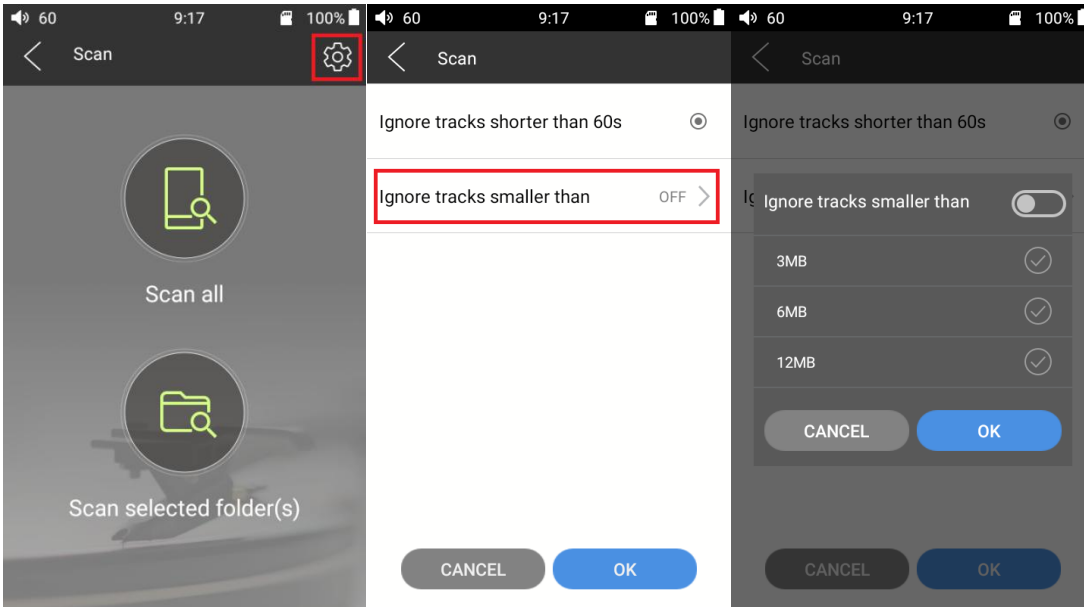 60 9:17 100%
Scan
Scan all
Scan selected folder(s)
60 9:17 100%
Scan
Ignore tracks shorter than 60s
Ignore tracks smaller than OFF
CANCEL OK
60 9:17 100%
Scan
Ignore tracks shorter than 60s
Ig
Ignore tracks smaller than
3MB
6MB
12MB
CANCEL OK
CANCEL OK